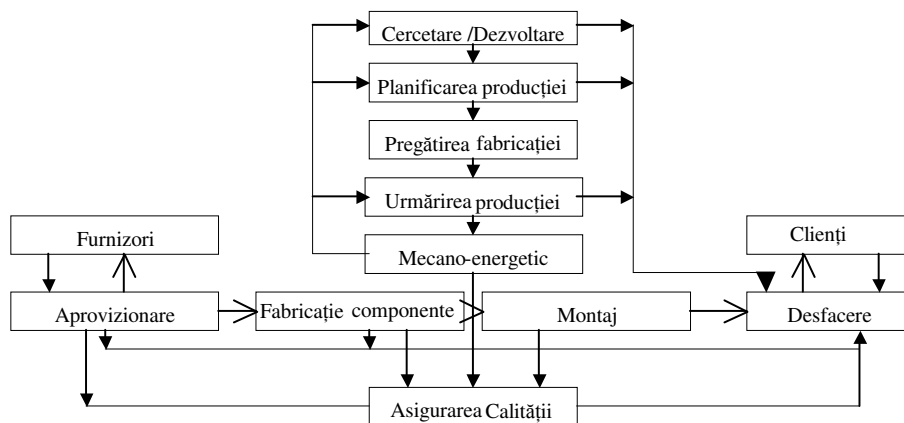 Cercetare /Dezvoltare
Planificarea producției
Pregătirea fabricației
Urmărirea producției
Furnizori
Clienți
Mecano-energetic
Aprovizionare
Fabricație componente
Montaj
Desfacere
Asigurarea Calității